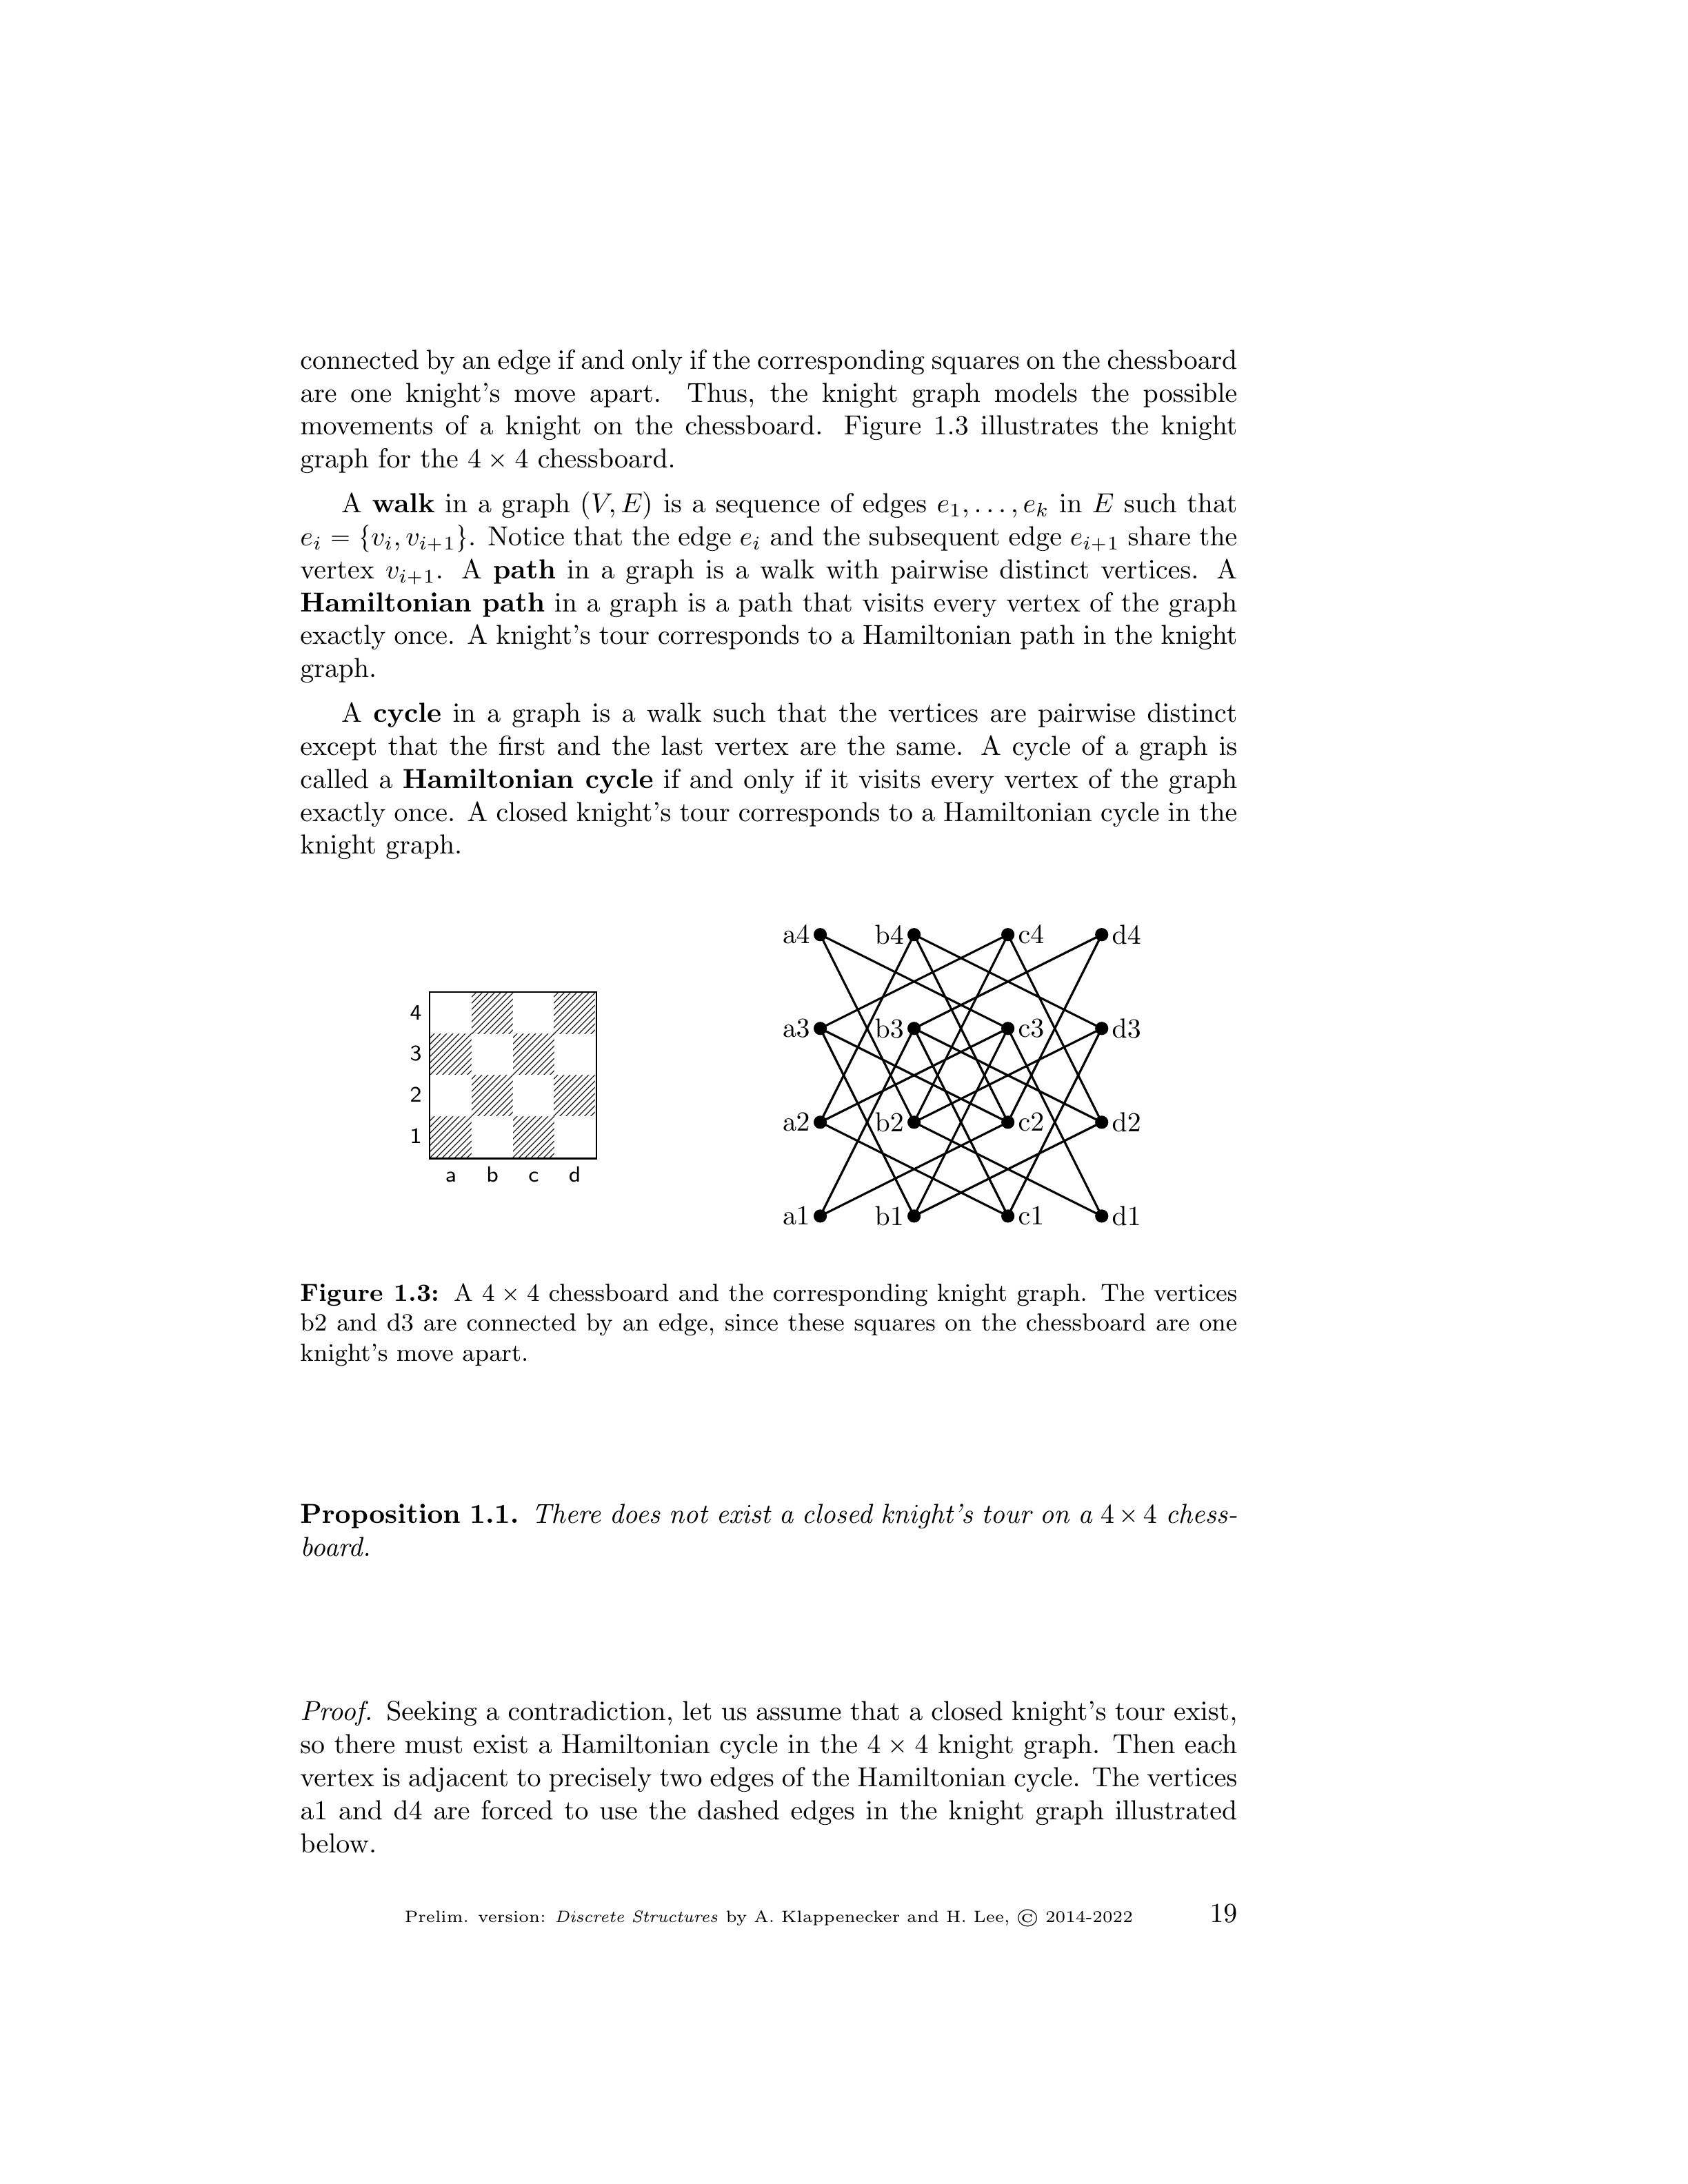 connected by an edge if and only if the corresponding squares on the chessboard
are one knight's move apart. Thus, the knight graph models the possible
movements of a knight on the chessboard. Figure 1.3 illustrates the knight
graph for the 4 × 4 chessboard.
A walk in a graph (V, E) is a sequence of edges e₁, . . . , eₖ in E such that
eᵢ = {vᵢ, vᵢ₊₁}. Notice that the edge eᵢ and the subsequent edge eᵢ₊₁ share the
vertex vᵢ₊₁. A path in a graph is a walk with pairwise distinct vertices. A
Hamiltonian path in a graph is a path that visits every vertex of the graph
exactly once. A knight's tour corresponds to a Hamiltonian path in the knight
graph.
A cycle in a graph is a walk such that the vertices are pairwise distinct
except that the first and the last vertex are the same. A cycle of a graph is
called a Hamiltonian cycle if and only if it visits every vertex of the graph
exactly once. A closed knight's tour corresponds to a Hamiltonian cycle in the
knight graph.
4
3
2
1
a b c d
a4 b4 c4 d4
a3 b3 c3 d3
a2 b2 c2 d2
a1 b1 c1 d1
Figure 1.3: A 4 × 4 chessboard and the corresponding knight graph. The vertices
b2 and d3 are connected by an edge, since these squares on the chessboard are one
knight's move apart.
Proposition 1.1. There does not exist a closed knight's tour on a 4 × 4 chess-
board.
Proof. Seeking a contradiction, let us assume that a closed knight's tour exist,
so there must exist a Hamiltonian cycle in the 4 × 4 knight graph. Then each
vertex is adjacent to precisely two edges of the Hamiltonian cycle. The vertices
a1 and d4 are forced to use the dashed edges in the knight graph illustrated
below.
Prelim. version: Discrete Structures by A. Klappenecker and H. Lee, © 2014-2022 19